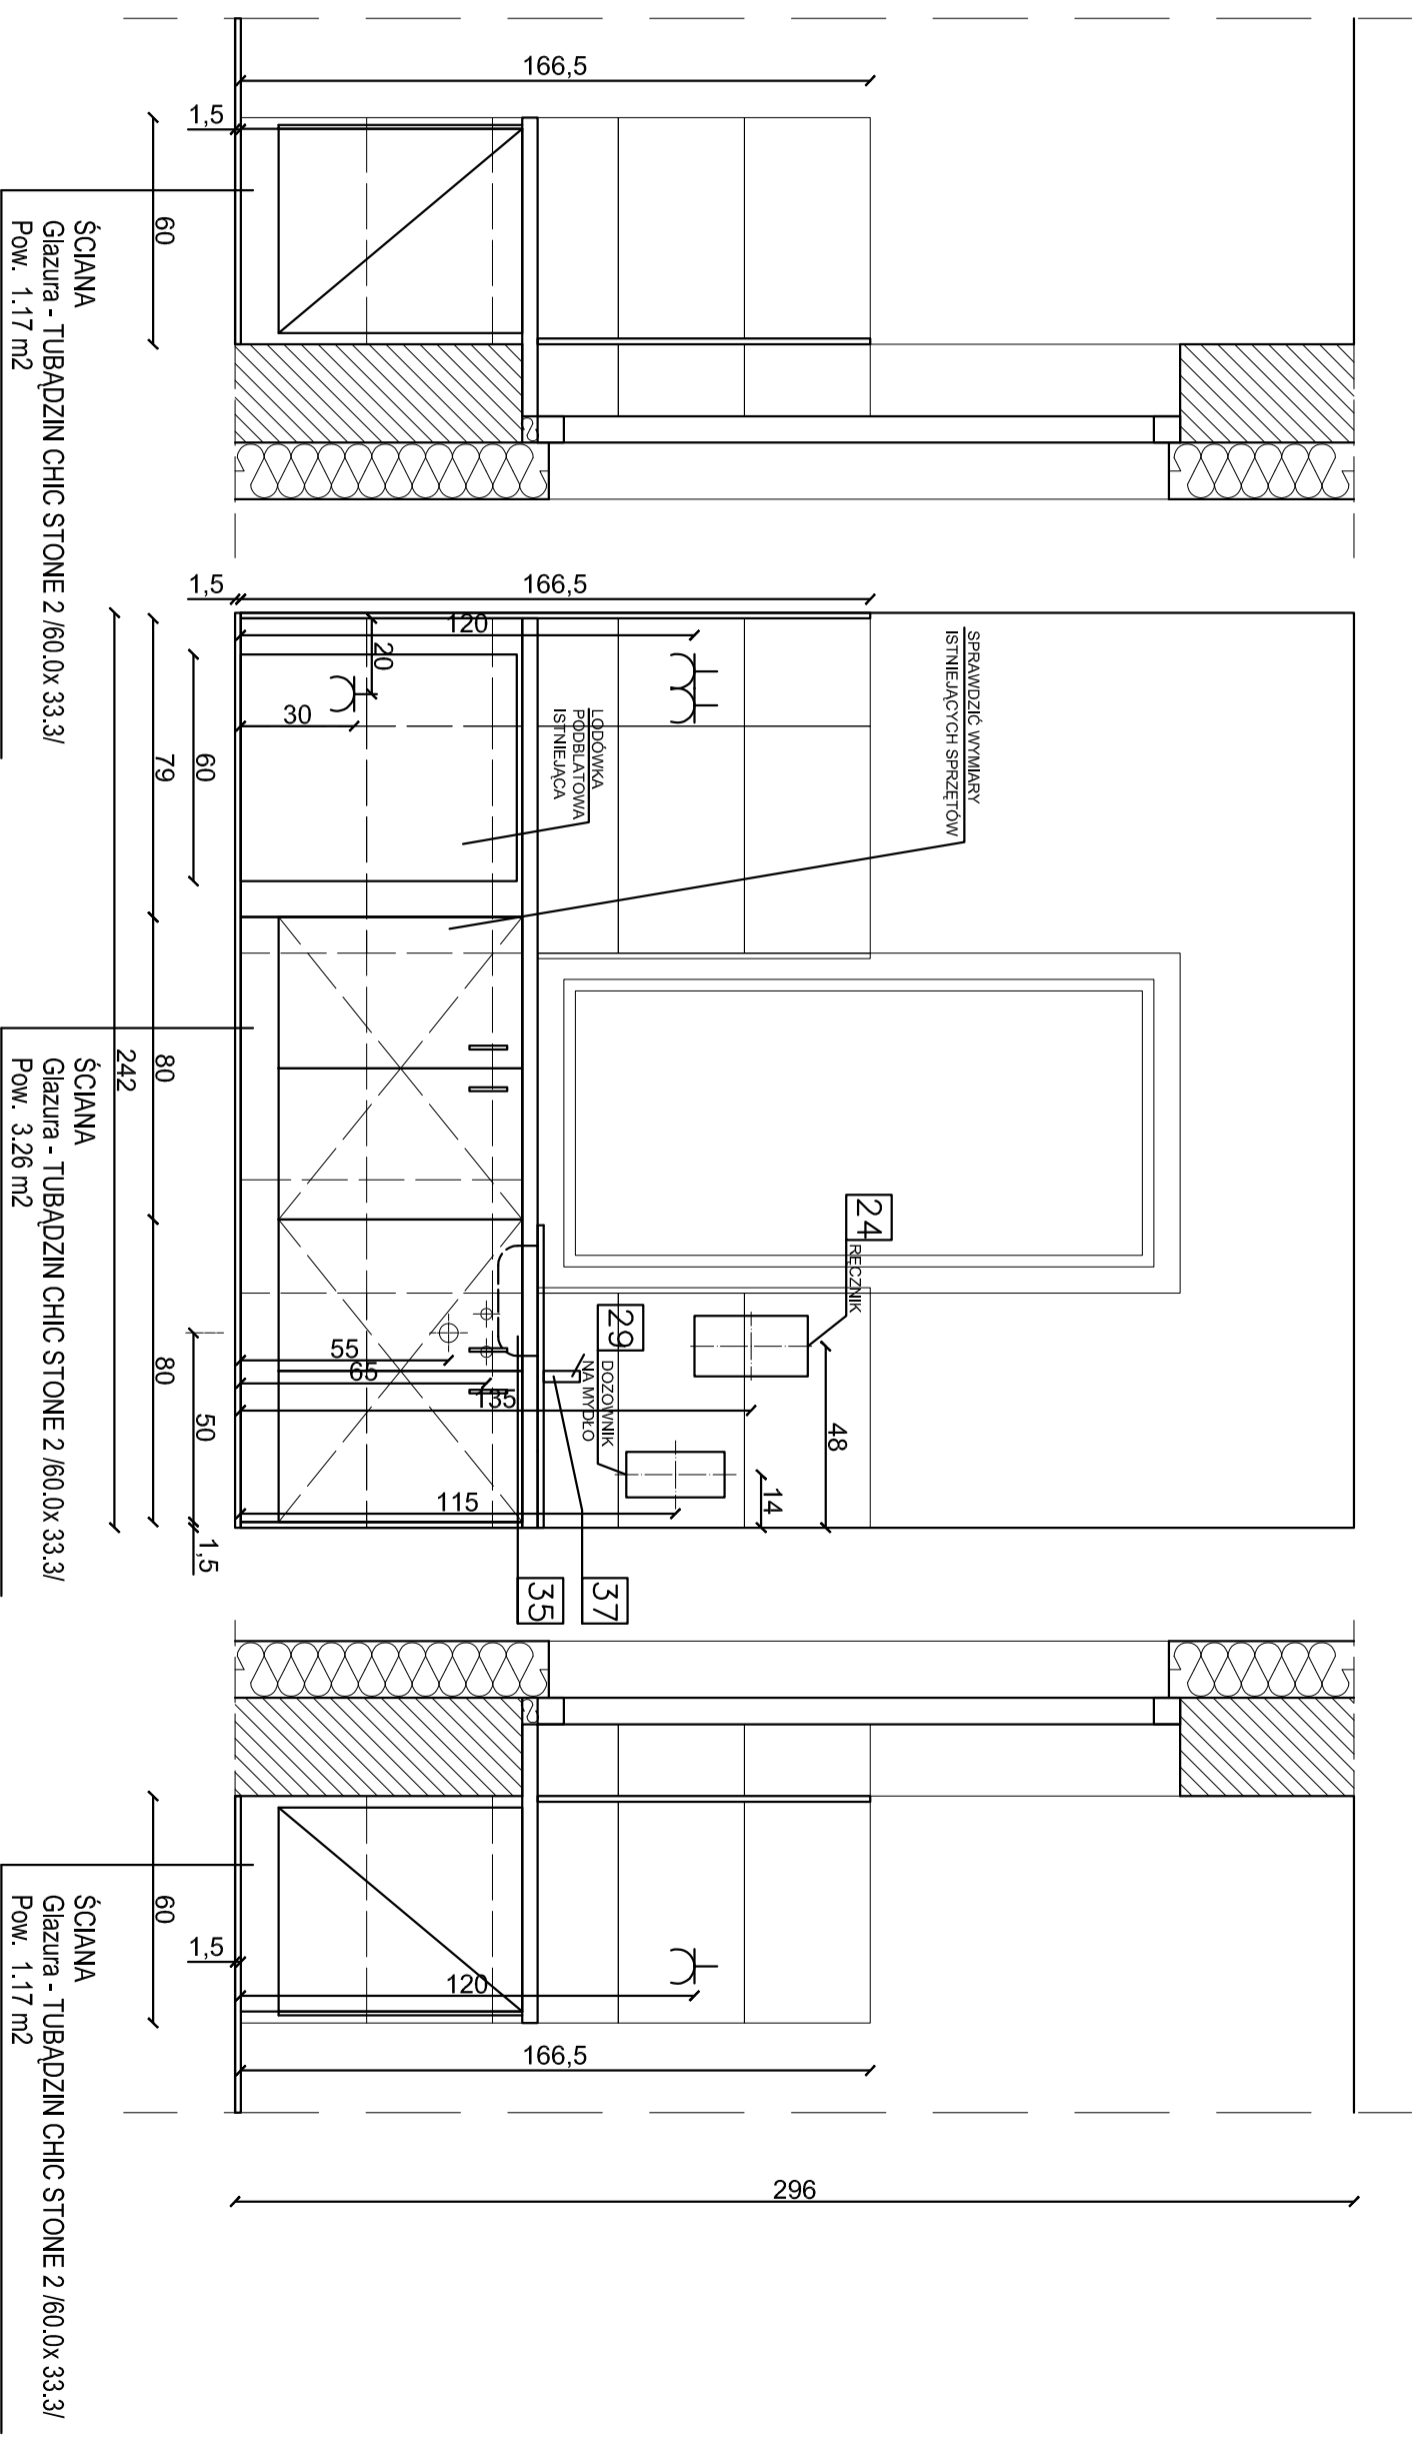 166,5
1,5
60
ŚCIANA
Glazura - TUBĄDZIN CHIC STONE 2 /60.0x 33.3/
Pow. 1.17 m2
SPRAWDZIĆ WYMIARY
ISTNIEJĄCYCH SPRZĘTÓW
166,5
1,5
120
20
30
LODÓWKA
PODBLATOWA
ISTNIEJĄCA
60
79
80
80
242
24
RĘCZNIK
29
DOZOWNIK
NA MYDŁO
48
14
55
65
135
115
50
1,5
37
35
ŚCIANA
Glazura - TUBĄDZIN CHIC STONE 2 /60.0x 33.3/
Pow. 3.26 m2
60
1,5
120
166,5
296
ŚCIANA
Glazura - TUBĄDZIN CHIC STONE 2 /60.0x 33.3/
Pow. 1.17 m2